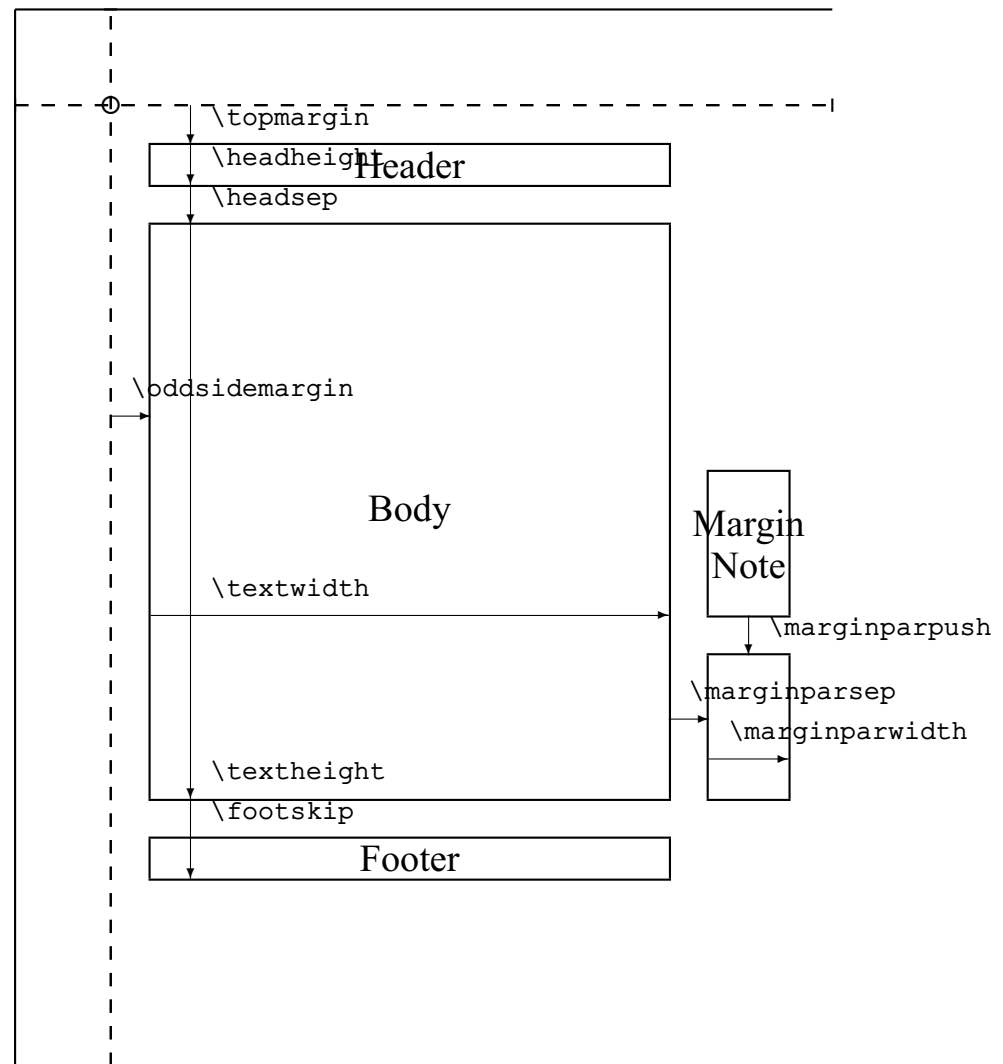 \topmargin
\headheight
Header
\headsep
\oddsidemargin
Body
Margin
Note
\textwidth
\marginparpush
\marginparsep
\marginparwidth
\textheight
\footskip
Footer